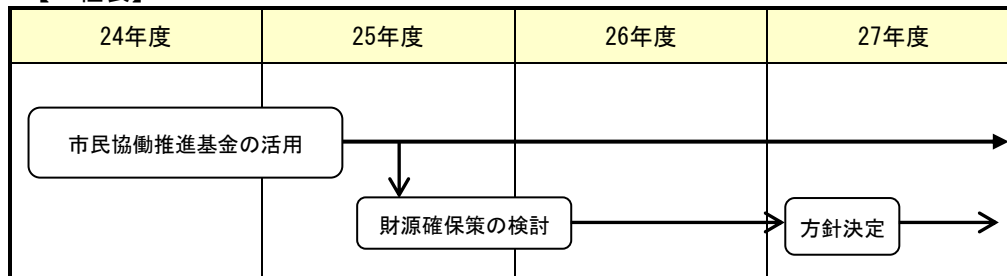 24年度
25年度
26年度
27年度
市民協働推進基金の活用
財源確保策の検討
方針決定